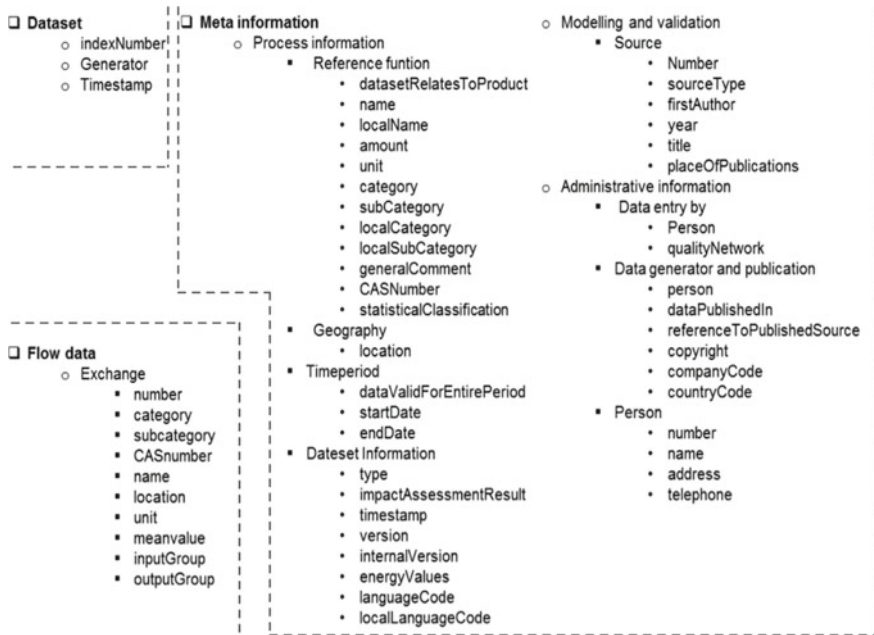 Dataset
indexNumber
Generator
Timestamp
Flow data
Exchange
number
category
subcategory
CASnumber
name
location
unit
meanvalue
inputGroup
outputGroup
Meta information
Process information
Reference funtion
datasetRelatesToProduct
name
localName
amount
unit
category
subCategory
localCategory
localSubCategory
generalComment
CASNumber
statisticalClassification
Geography
location
Timeperiod
dataValidForEntirePeriod
startDate
endDate
Dateset Information
type
impactAssessmentResult
timestamp
version
internalVersion
energyValues
languageCode
localLanguageCode
Modelling and validation
Source
Number
sourceType
firstAuthor
year
title
placeOfPublications
Administrative information
Data entry by
Person
qualityNetwork
Data generator and publication
person
dataPublishedIn
referenceToPublishedSource
copyright
companyCode
countryCode
Person
number
name
address
telephone